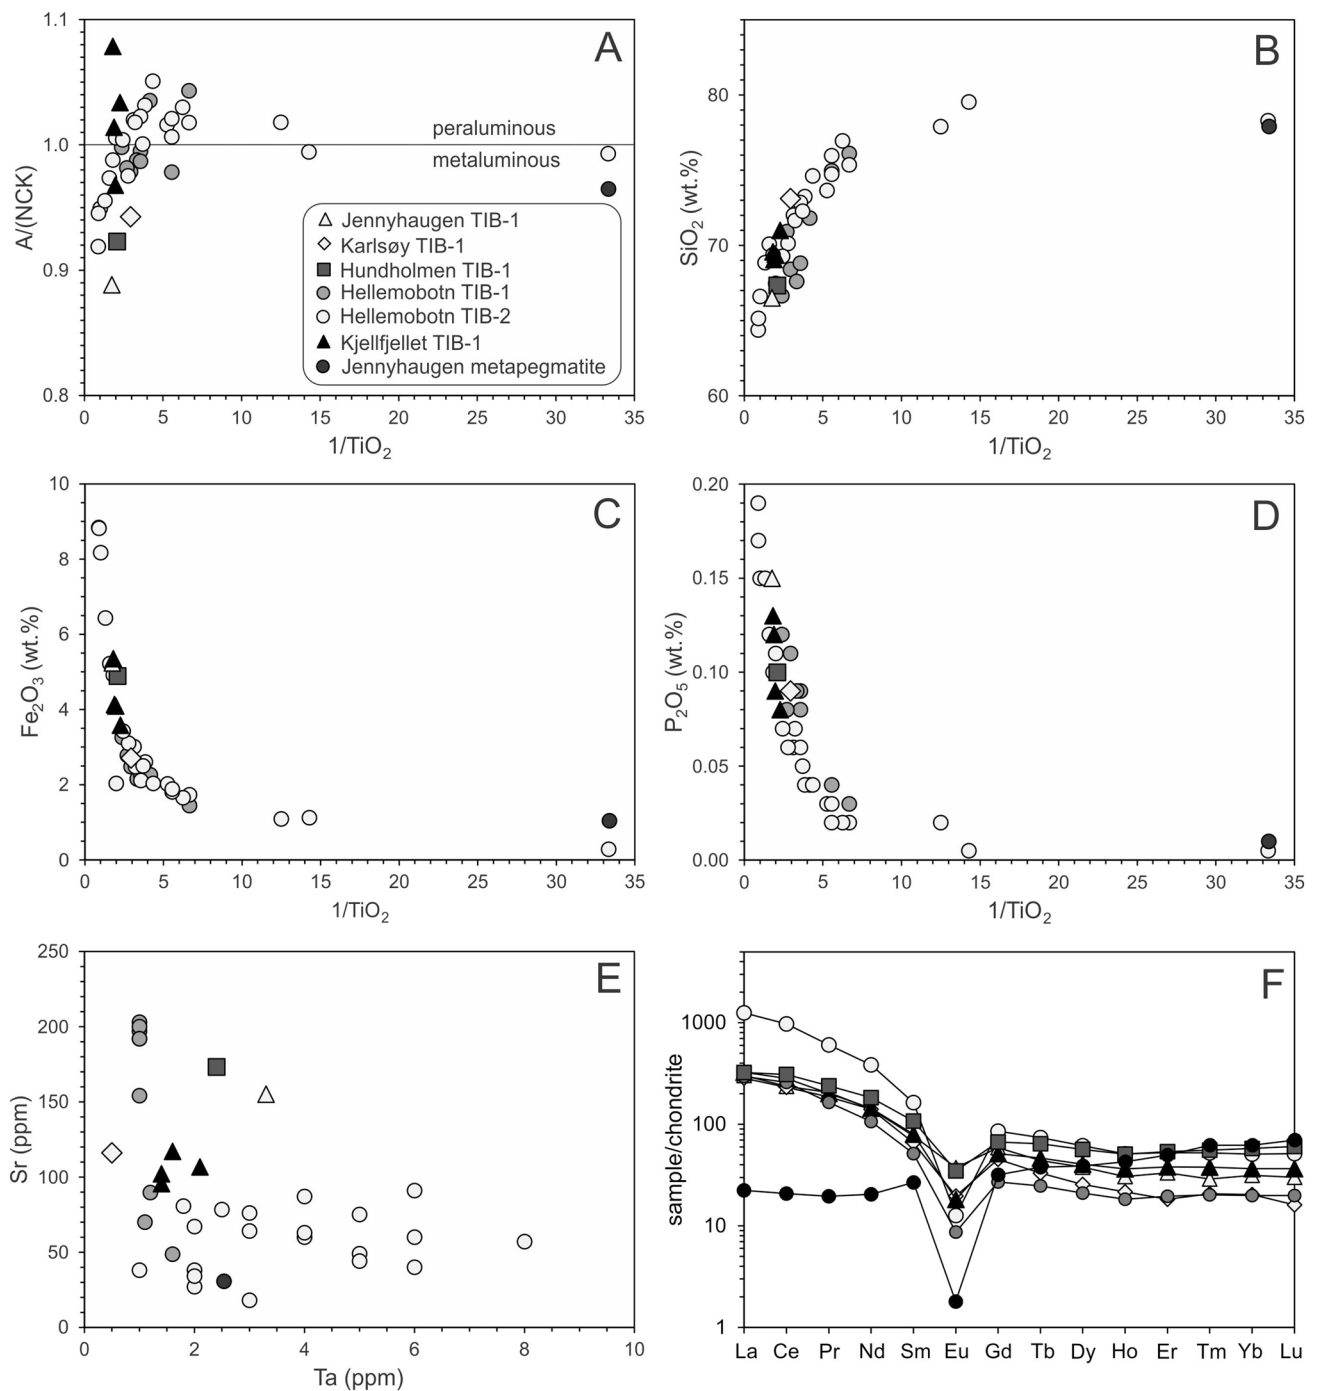 1.1
1.0
0.9
0.8
A/(NCK)
A
peraluminous
metaluminous
Jennyhaugen TIB-1
Karlsøy TIB-1
Hundholmen TIB-1
Hellemobotn TIB-1
Hellemobotn TIB-2
Kjellfjellet TIB-1
Jennyhaugen metapegmatite
0 5 10 15 20 25 30 35
1/TiO₂
80
70
60
SiO₂ (wt.%)
B
0 5 10 15 20 25 30 35
1/TiO₂
10
8
6
4
2
0
Fe₂O₃ (wt.%)
C
0 5 10 15 20 25 30 35
1/TiO₂
0.20
0.15
0.10
0.05
0.00
P₂O₅ (wt.%)
D
0 5 10 15 20 25 30 35
1/TiO₂
250
200
150
100
50
0
Sr (ppm)
E
0 2 4 6 8 10
Ta (ppm)
1000
100
10
1
sample/chondrite
F
La Ce Pr Nd Sm Eu Gd Tb Dy Ho Er Tm Yb Lu